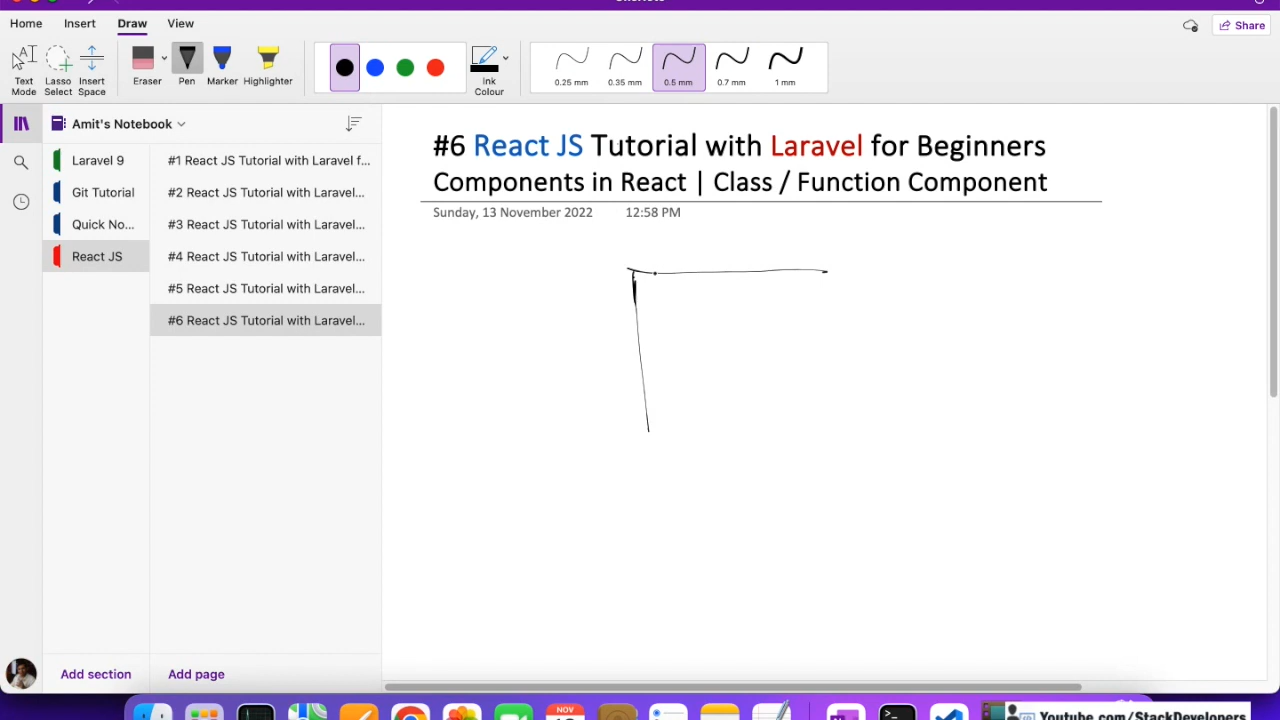 Home Insert Draw View
Share
Text Mode
Lasso Select
Insert Space
Eraser
Pen
Marker
Highlighter
Ink Colour
0.25 mm
0.35 mm
0.5 mm
0.7 mm
1 mm
Amit's Notebook
Laravel 9
Git Tutorial
Quick No...
React JS
#1 React JS Tutorial with Laravel f...
#2 React JS Tutorial with Laravel...
#3 React JS Tutorial with Laravel...
#4 React JS Tutorial with Laravel...
#5 React JS Tutorial with Laravel...
#6 React JS Tutorial with Laravel...
#6 React JS Tutorial with Laravel for Beginners
Components in React | Class / Function Component
Sunday, 13 November 2022 12:58 PM
Add section
Add page
NOV
Youtube.com/StackDevelopers